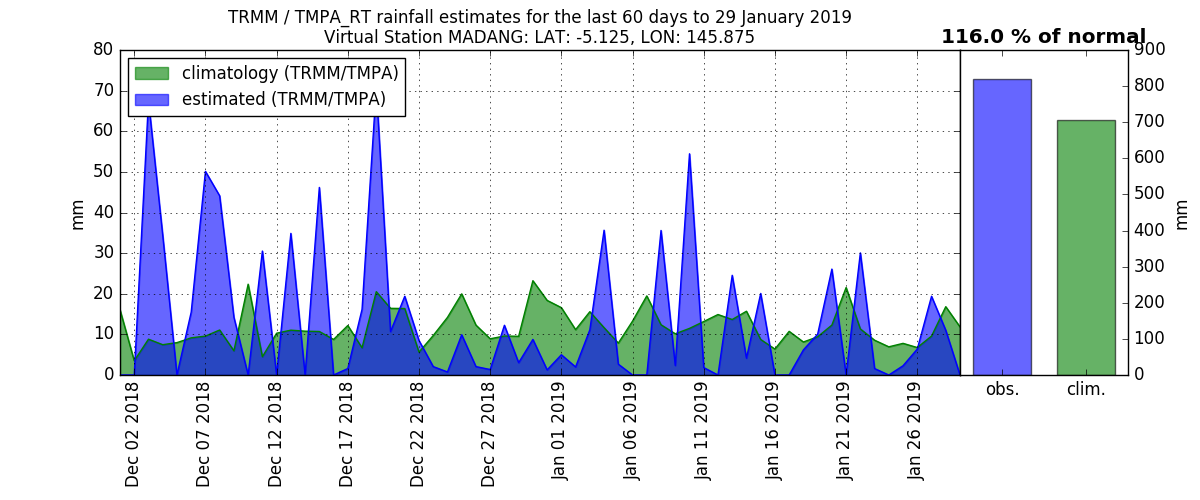 TRMM / TMPA_RT rainfall estimates for the last 60 days to 29 January 2019
Virtual Station MADANG: LAT: -5.125, LON: 145.875
116.0 % of normal
climatology (TRMM/TMPA)
estimated (TRMM/TMPA)
mm
80
70
60
50
40
30
20
10
0
Dec 02 2018
Dec 07 2018
Dec 12 2018
Dec 17 2018
Dec 22 2018
Dec 27 2018
Jan 01 2019
Jan 06 2019
Jan 11 2019
Jan 16 2019
Jan 21 2019
Jan 26 2019
obs.
clim.
900
800
700
600
500
400
300
200
100
0
mm